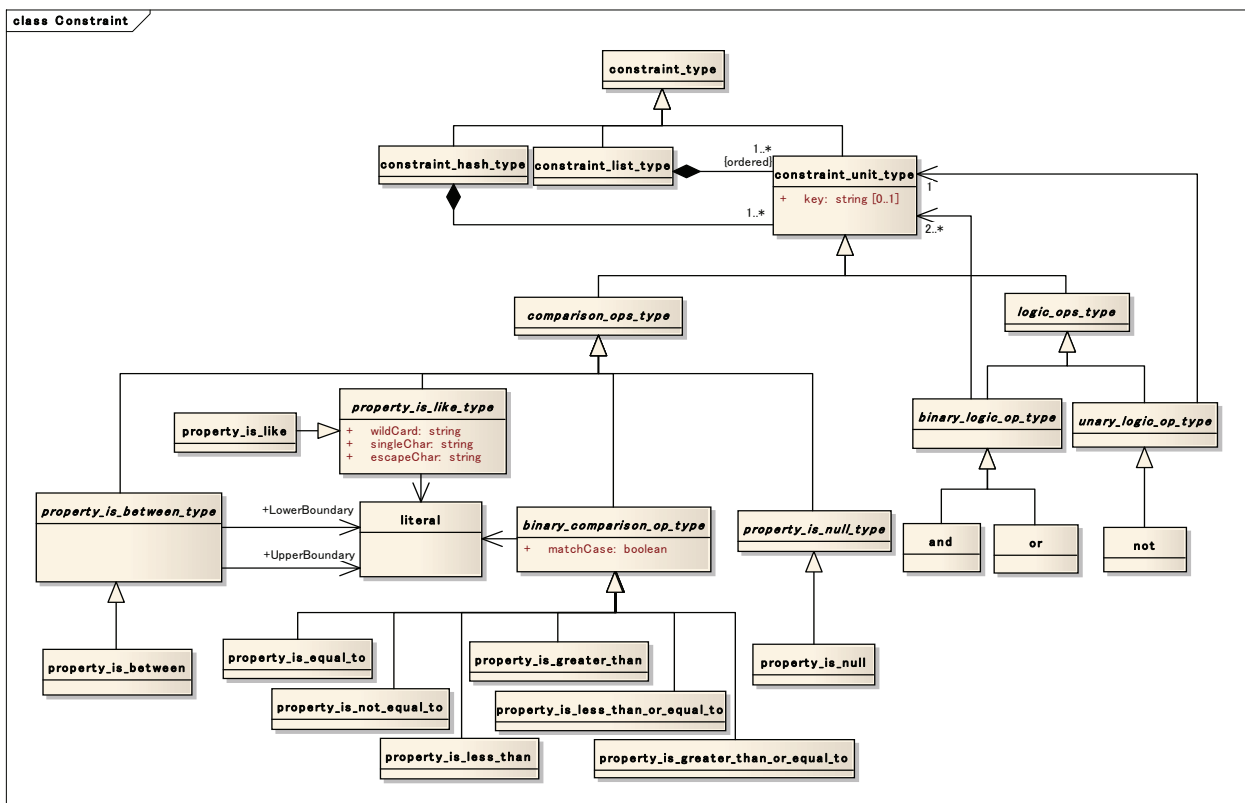 class Constraint
constraint_type
constraint_hash_type
constraint_list_type
1..*
{ordered}
constraint_unit_type
+ key: string [0..1]
1
1..*
2..*
comparison_ops_type
logic_ops_type
property_is_like
property_is_like_type
+ wildCard: string
+ singleChar: string
+ escapeChar: string
binary_logic_op_type
unary_logic_op_type
property_is_between_type
+LowerBoundary
+UpperBoundary
literal
binary_comparison_op_type
+ matchCase: boolean
property_is_null_type
and
or
not
property_is_between
property_is_equal_to
property_is_greater_than
property_is_null
property_is_not_equal_to
property_is_less_than_or_equal_to
property_is_less_than
property_is_greater_than_or_equal_to